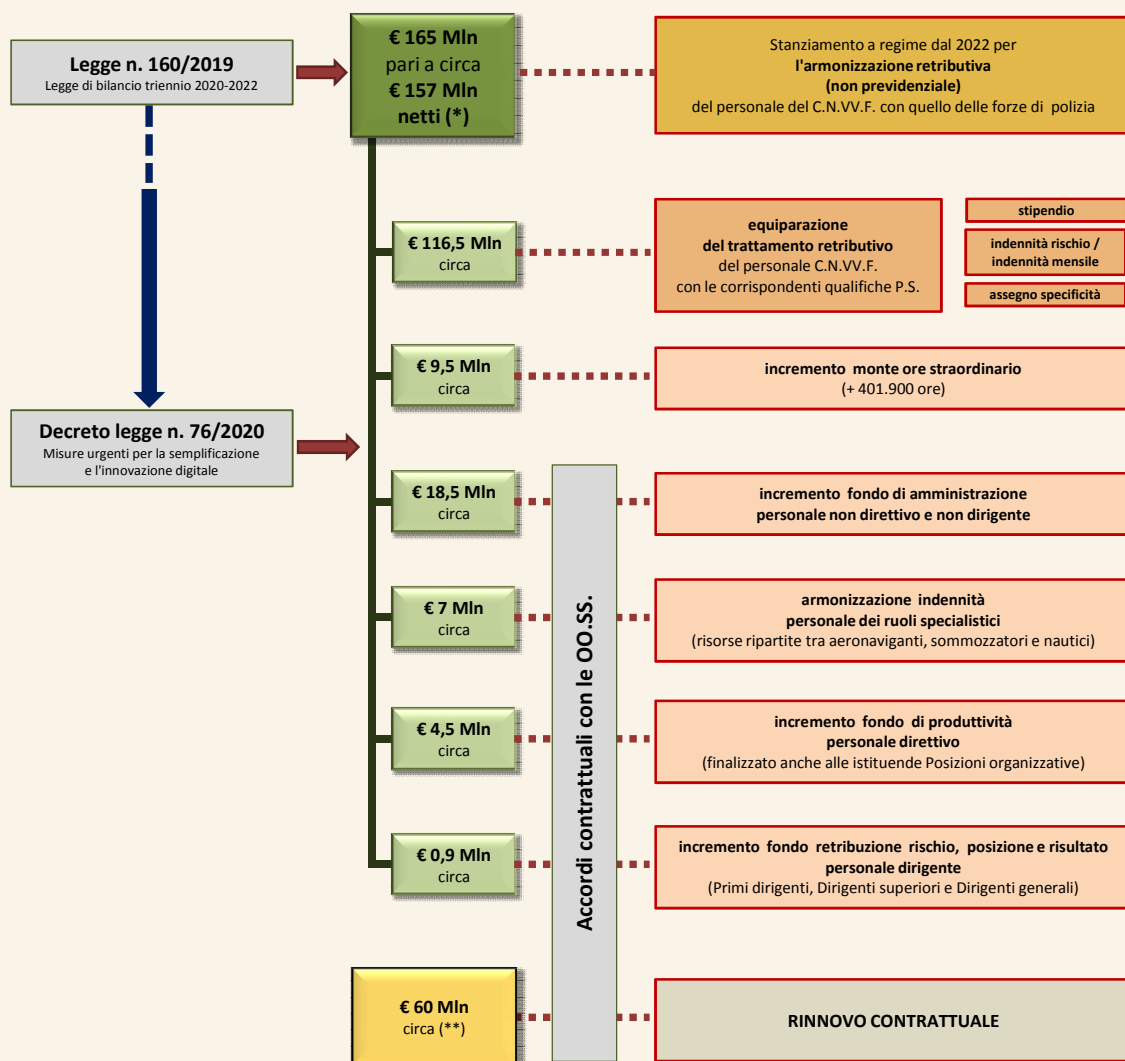 Legge n. 160/2019
Legge di bilancio triennio 2020-2022
€ 165 Mln
pari a circa
€ 157 Mln
netti (*)
Stanziamento a regime dal 2022 per
l'armonizzazione retributiva
(non previdenziale)
del personale del C.N.VV.F. con quello delle forze di polizia
€ 116,5 Mln
circa
equiparazione
del trattamento retributivo
del personale C.N.VV.F.
con le corrispondenti qualifiche P.S.
stipendio
indennità rischio /
indennità mensile
assegno specificità
€ 9,5 Mln
circa
incremento monte ore straordinario
(+ 401.900 ore)
Decreto legge n. 76/2020
Misure urgenti per la semplificazione
e l'innovazione digitale
€ 18,5 Mln
circa
incremento fondo di amministrazione
personale non direttivo e non dirigente
€ 7 Mln
circa
armonizzazione indennità
personale dei ruoli specialistici
(risorse ripartite tra aeronaviganti, sommozzatori e nautici)
€ 4,5 Mln
circa
incremento fondo di produttività
personale direttivo
(finalizzato anche alle istituende Posizioni organizzative)
€ 0,9 Mln
circa
incremento fondo retribuzione rischio, posizione e risultato
personale dirigente
(Primi dirigenti, Dirigenti superiori e Dirigenti generali)
Accordi contrattuali con le OO.SS.
€ 60 Mln
circa (**)
RINNOVO CONTRATTUALE